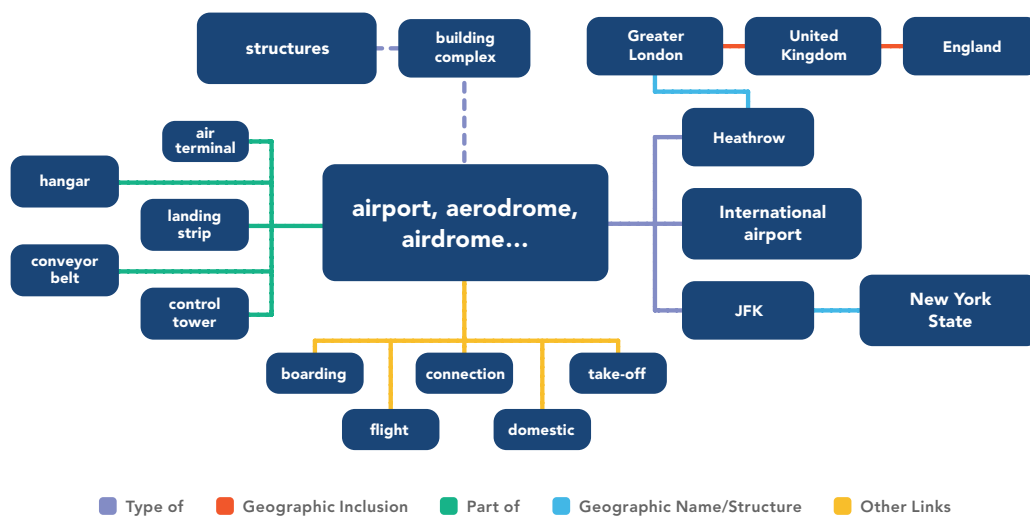 structures
building
complex
Greater
London
United
Kingdom
England
air
terminal
Heathrow
hangar
airport, aerodrome,
airdrome...
landing
strip
International
airport
conveyor
belt
control
tower
JFK
New York
State
boarding
connection
take-off
flight
domestic
Type of
Geographic Inclusion
Part of
Geographic Name/Structure
Other Links